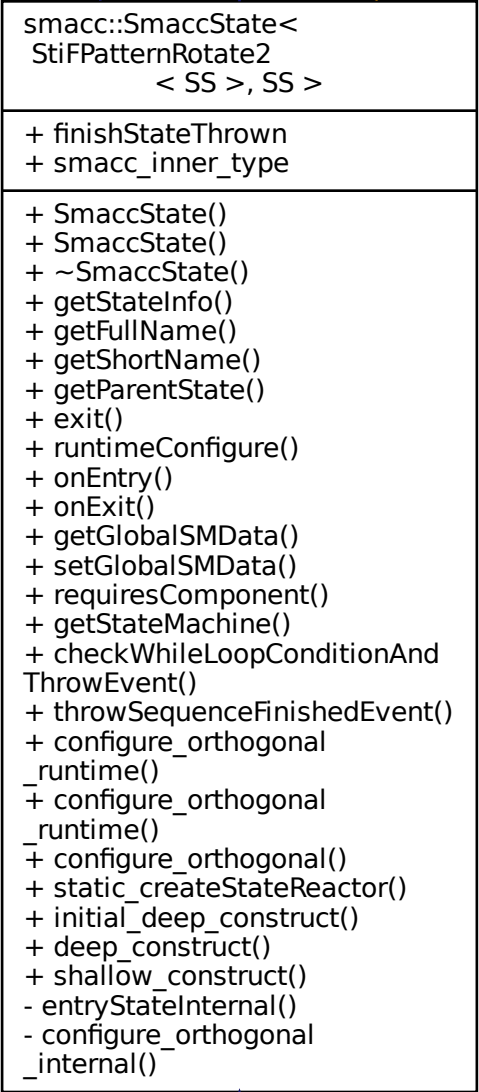 smacc::SmaccState<
StiFPatternRotate2
< SS >, SS >
+ finishStateThrown
+ smacc_inner_type
+ SmaccState()
+ SmaccState()
+ ~SmaccState()
+ getStateInfo()
+ getFullName()
+ getShortName()
+ getParentState()
+ exit()
+ runtimeConfigure()
+ onEntry()
+ onExit()
+ getGlobalSMData()
+ setGlobalSMData()
+ requiresComponent()
+ getStateMachine()
+ checkWhileLoopConditionAnd
ThrowEvent()
+ throwSequenceFinishedEvent()
+ configure_orthogonal
_runtime()
+ configure_orthogonal
_runtime()
+ configure_orthogonal()
+ static_createStateReactor()
+ initial_deep_construct()
+ deep_construct()
+ shallow_construct()
- entryStateInternal()
- configure_orthogonal
_internal()